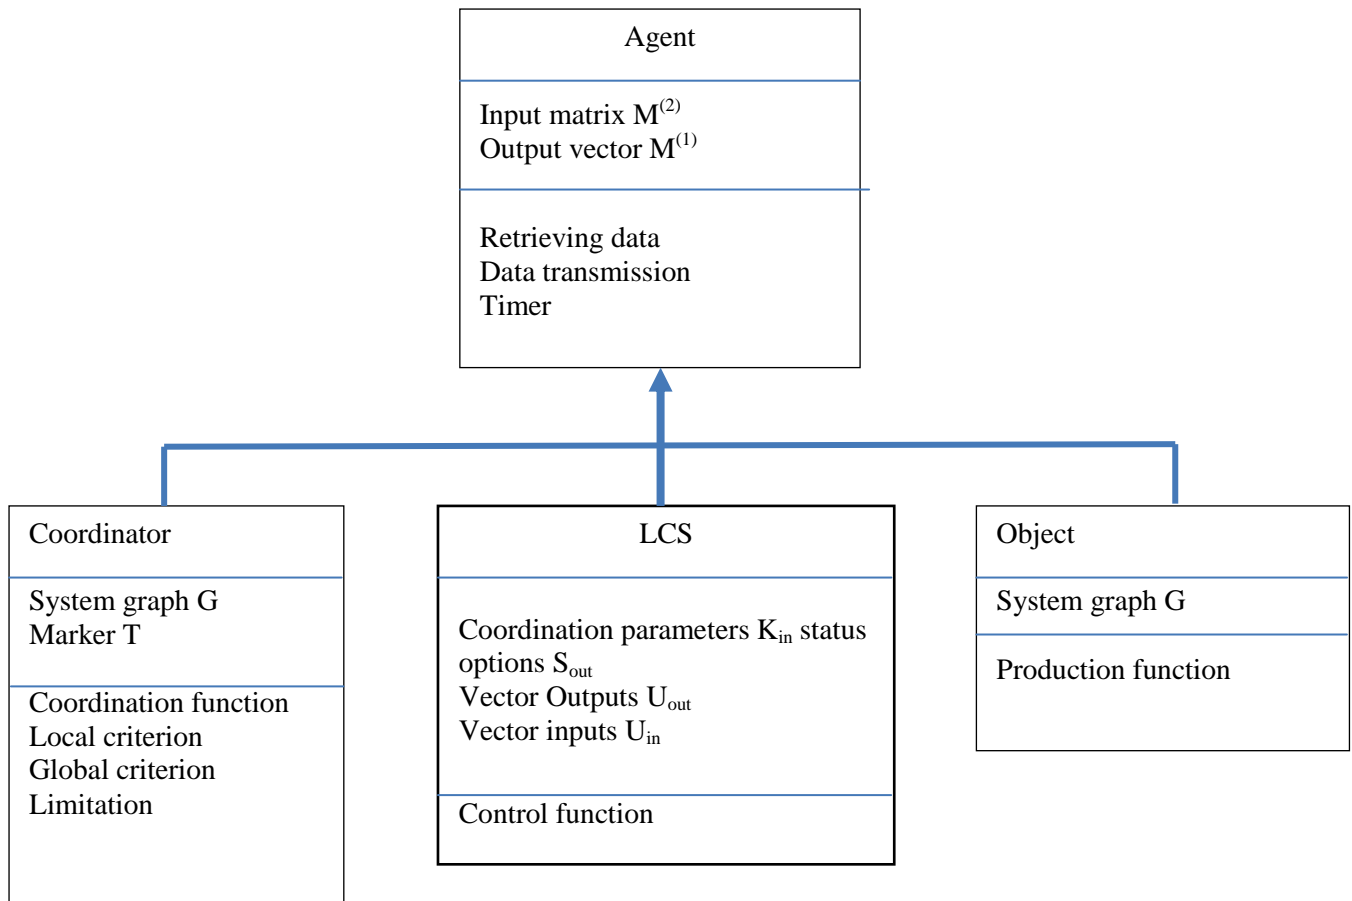 Agent
Input matrix M⁽²⁾
Output vector M⁽¹⁾
Retrieving data
Data transmission
Timer
Coordinator
System graph G
Marker T
Coordination function
Local criterion
Global criterion
Limitation
LCS
Coordination parameters Kᵢₙ status
options Sₒᵤₜ
Vector Outputs Uₒᵤₜ
Vector inputs Uᵢₙ
Control function
Object
System graph G
Production function